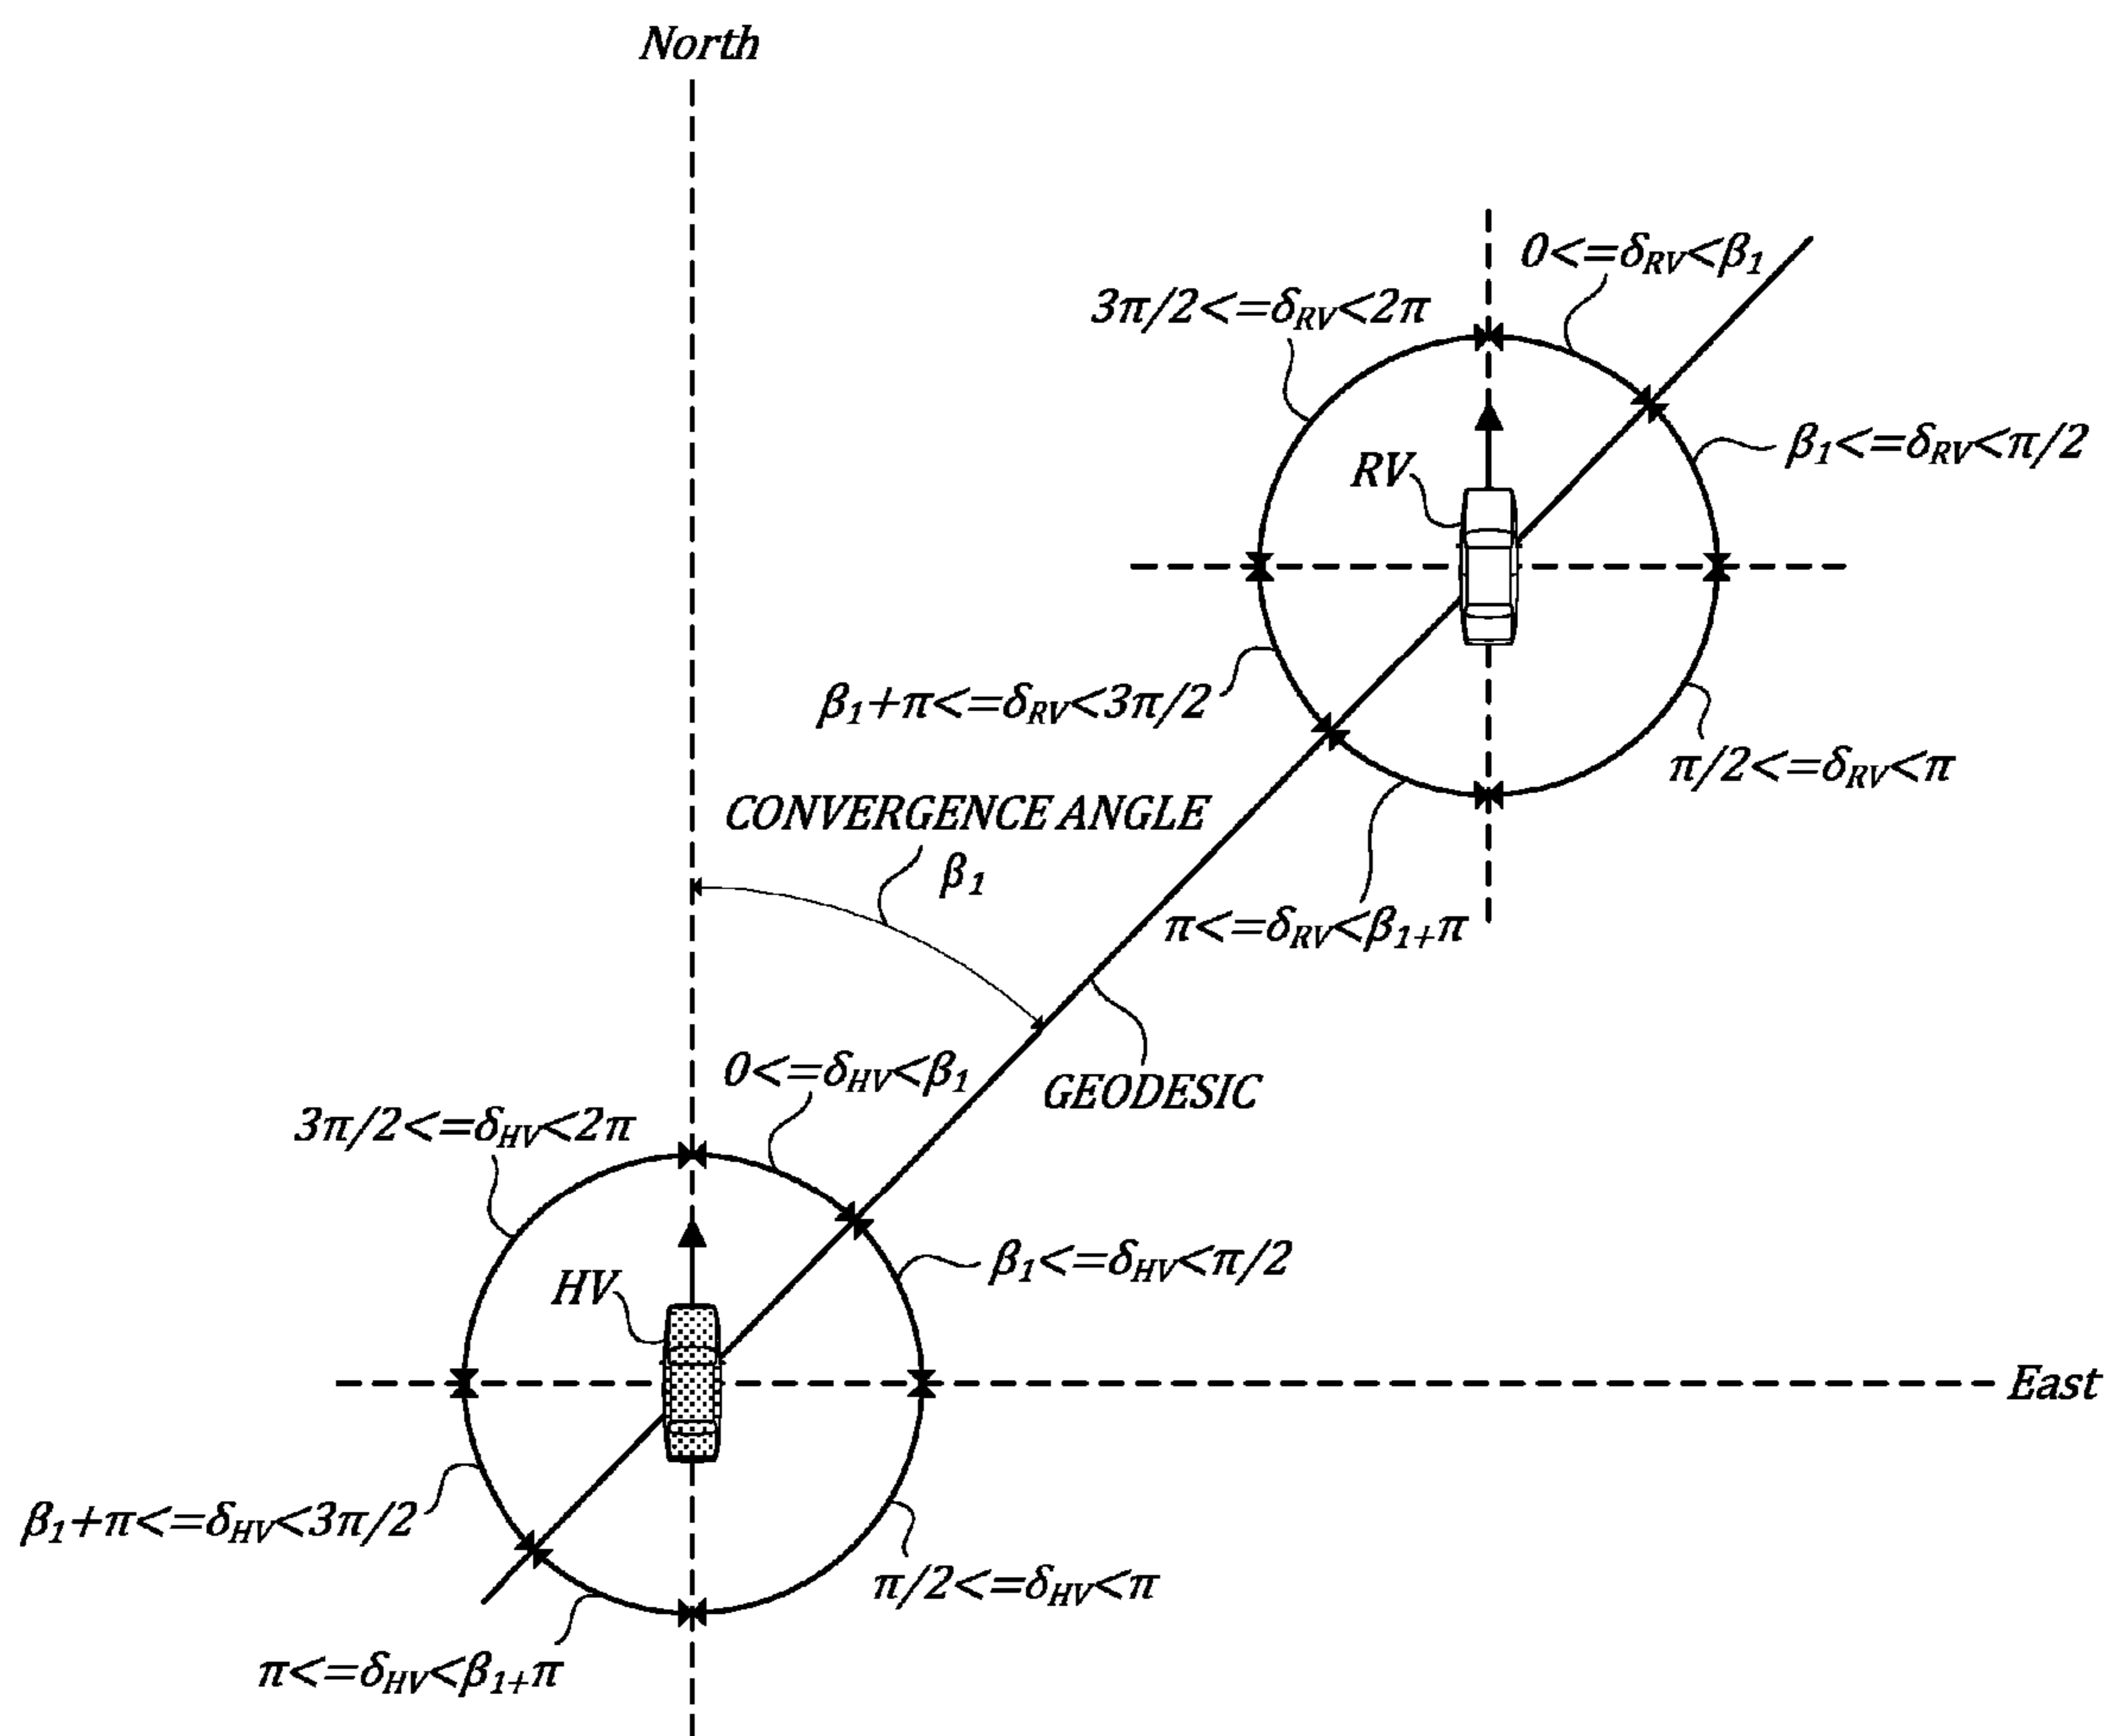 North
0<=δRV<β1
3π/2<=δRV<2π
β1<=δRV<π/2
RV
β1+π<=δRV<3π/2
π/2<=δRV<π
CONVERGENCE ANGLE
β1
π<=δRV<β1+π
0<=δHV<β1
GEODESIC
3π/2<=δHV<2π
β1<=δHV<π/2
HV
East
β1+π<=δHV<3π/2
π/2<=δHV<π
π<=δHV<β1+π